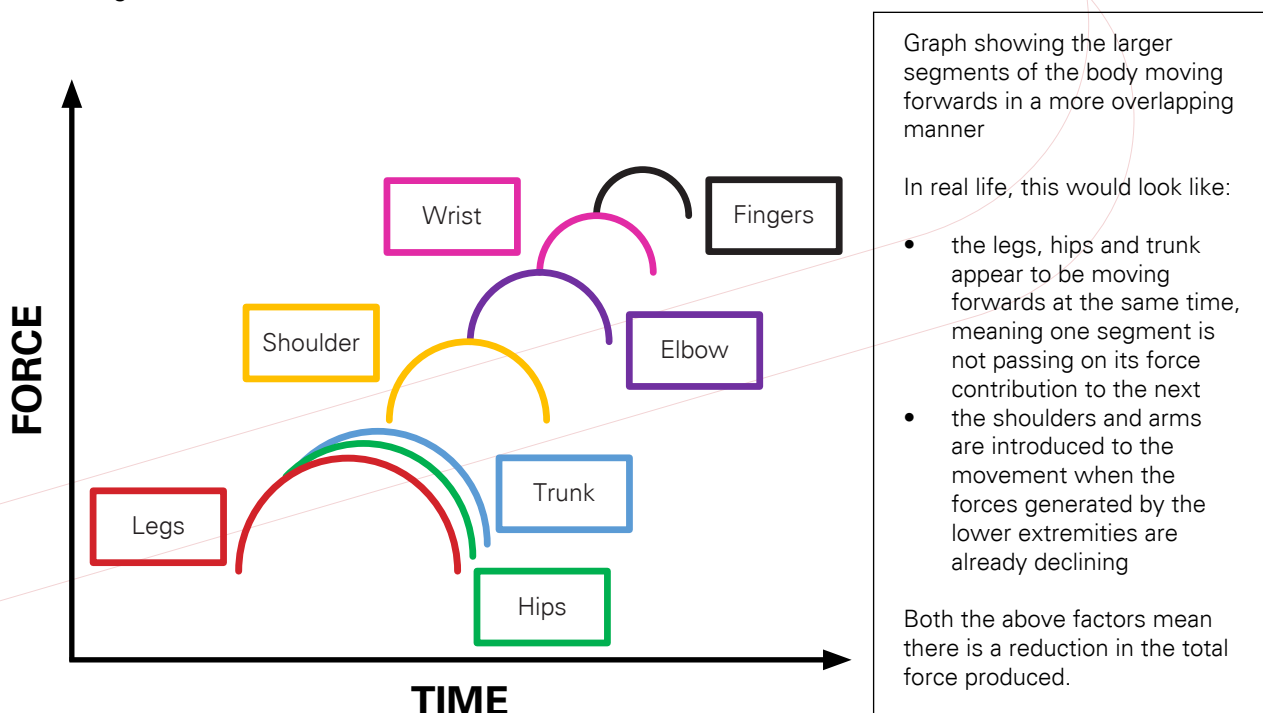 FORCE
Wrist
Fingers
Shoulder
Elbow
Trunk
Legs
Hips
TIME
Graph showing the larger
segments of the body moving
forwards in a more overlapping
manner
In real life, this would look like:
• the legs, hips and trunk
appear to be moving
forwards at the same time,
meaning one segment is
not passing on its force
contribution to the next
• the shoulders and arms
are introduced to the
movement when the
forces generated by the
lower extremities are
already declining
Both the above factors mean
there is a reduction in the total
force produced.